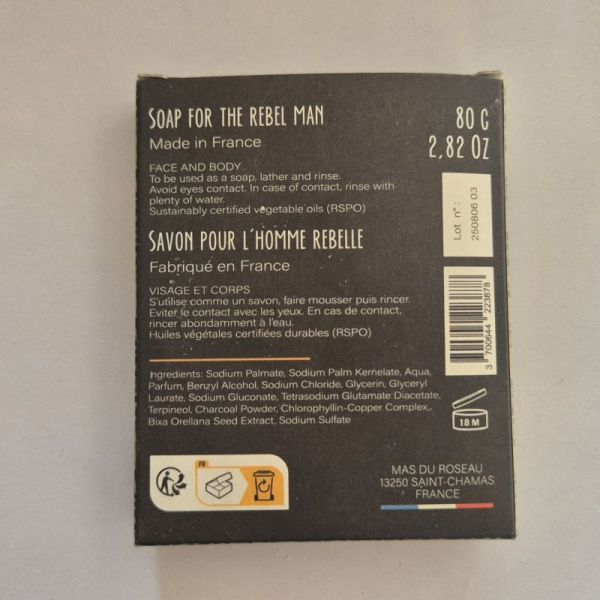 SOAP FOR THE REBEL MAN
Made in France
80 G
2,82 OZ
FACE AND BODY
To be used as a soap, lather and rinse.
Avoid eyes contact. In case of contact, rinse with
plenty of water.
Sustainably certified vegetable oils (RSPO)
Lot n° :
250806 03
SAVON POUR L'HOMME REBELLE
Fabriqué en France
VISAGE ET CORPS
S'utilise comme un savon, faire mousser puis rincer.
Eviter le contact avec les yeux. En cas de contact,
rincer abondamment à l'eau.
Huiles végétales certifiées durables (RSPO)
3 700644 223878
Ingredients: Sodium Palmate, Sodium Palm Kernelate, Aqua,
Parfum, Benzyl Alcohol, Sodium Chloride, Glycerin, Glyceryl
Laurate, Sodium Gluconate, Tetrasodium Glutamate Diacetate,
Terpineol, Charcoal Powder, Chlorophyllin-Copper Complex,.
Bixa Orellana Seed Extract, Sodium Sulfate
18 M
FR
MAS DU ROSEAU
13250 SAINT-CHAMAS
FRANCE